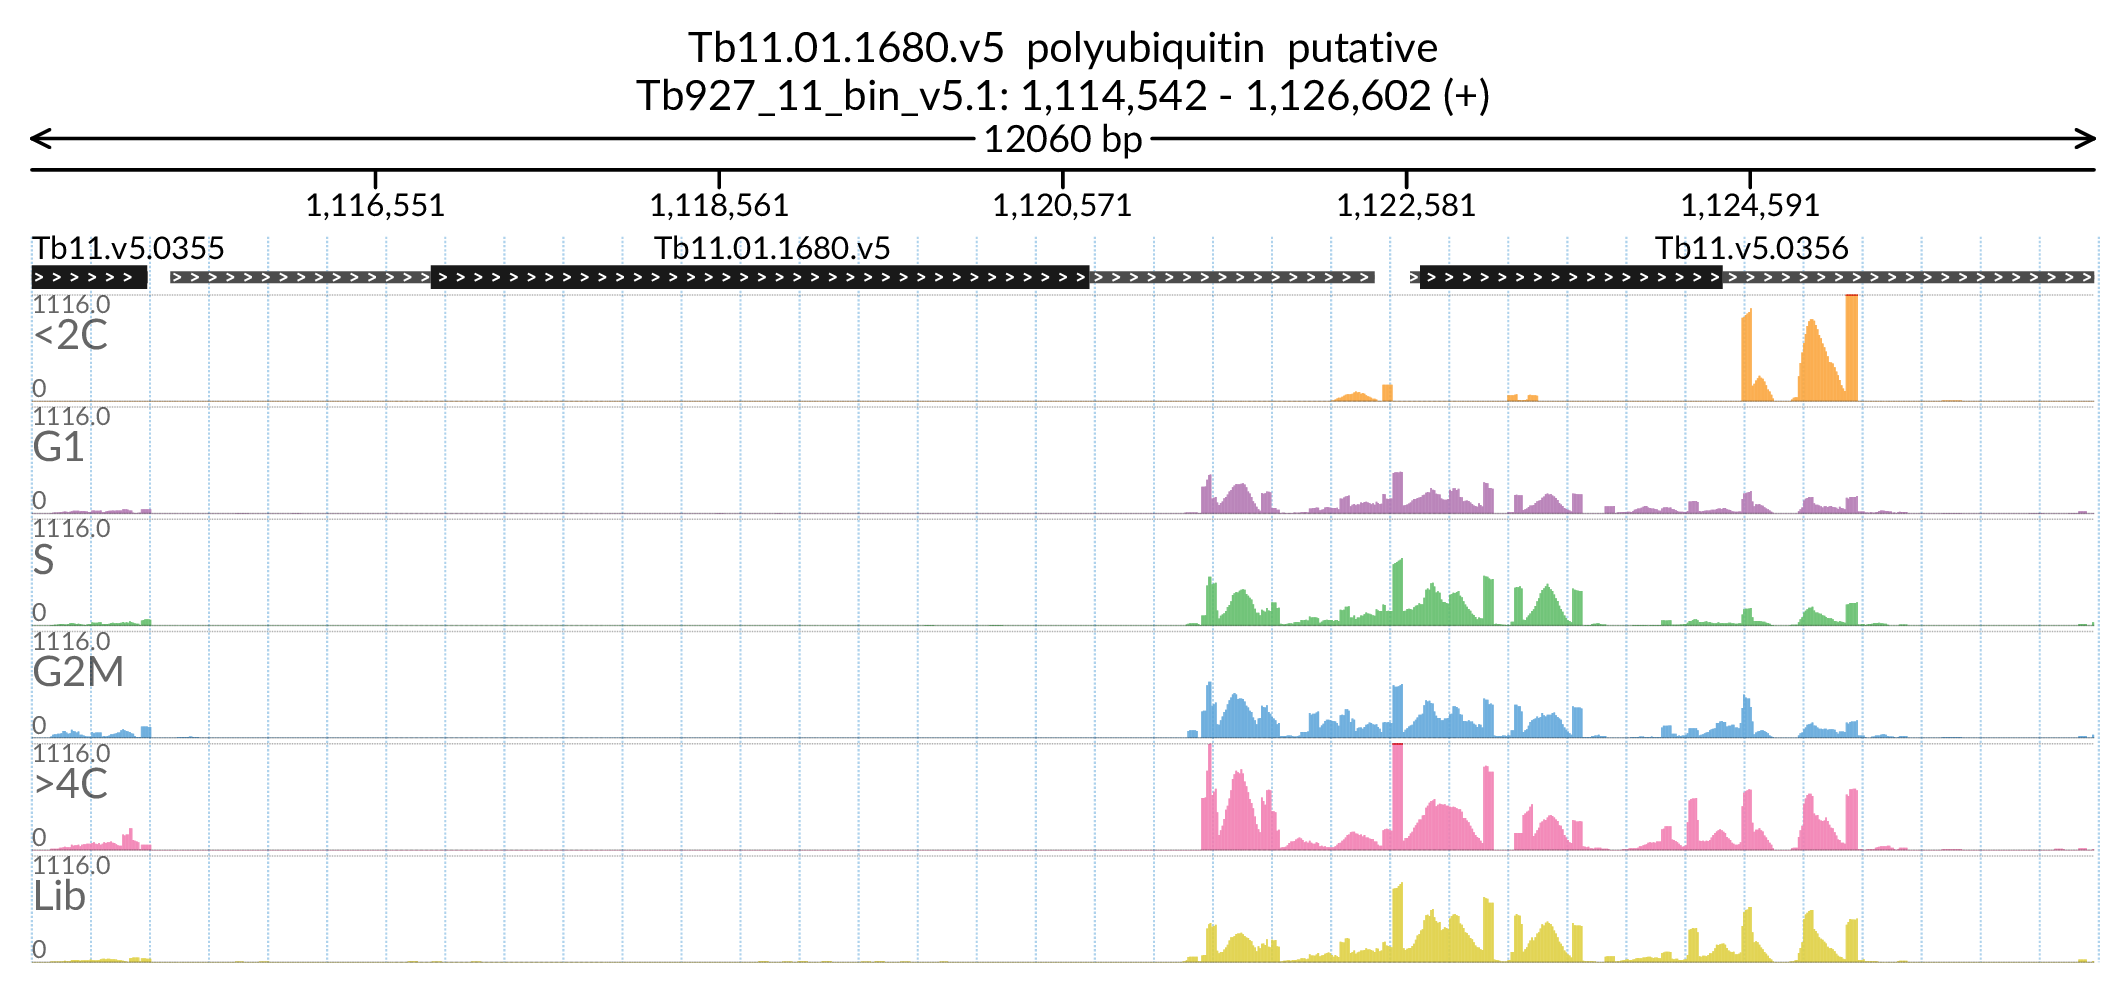 Tb11.01.1680.v5 polyubiquitin putative
Tb927_11_bin_v5.1: 1,114,542 - 1,126,602 (+)
12060 bp
1,116,551 1,118,561 1,120,571 1,122,581 1,124,591
Tb11.v5.0355 Tb11.01.1680.v5 Tb11.v5.0356
1116.0
<2C
0
1116.0
G1
0
1116.0
S
0
1116.0
G2M
0
1116.0
>4C
0
1116.0
Lib
0